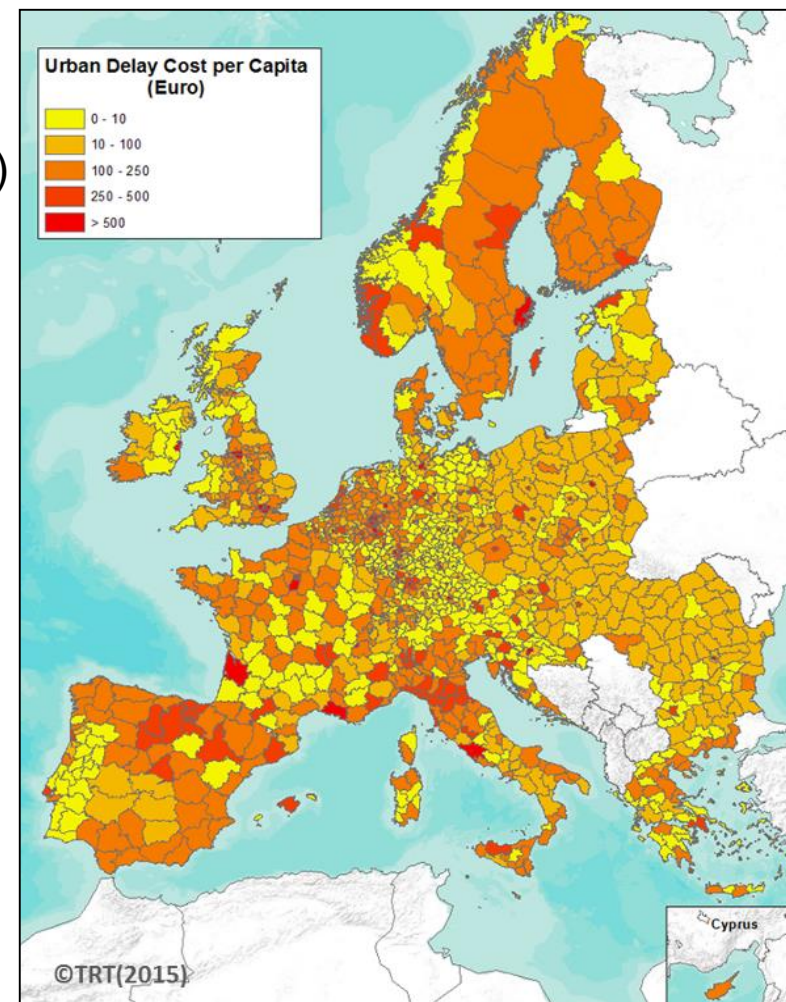 )
Urban Delay Cost per Capita
(Euro)
0 - 10
10 - 100
100 - 250
250 - 500
> 500
Cyprus
©TRT(2015)